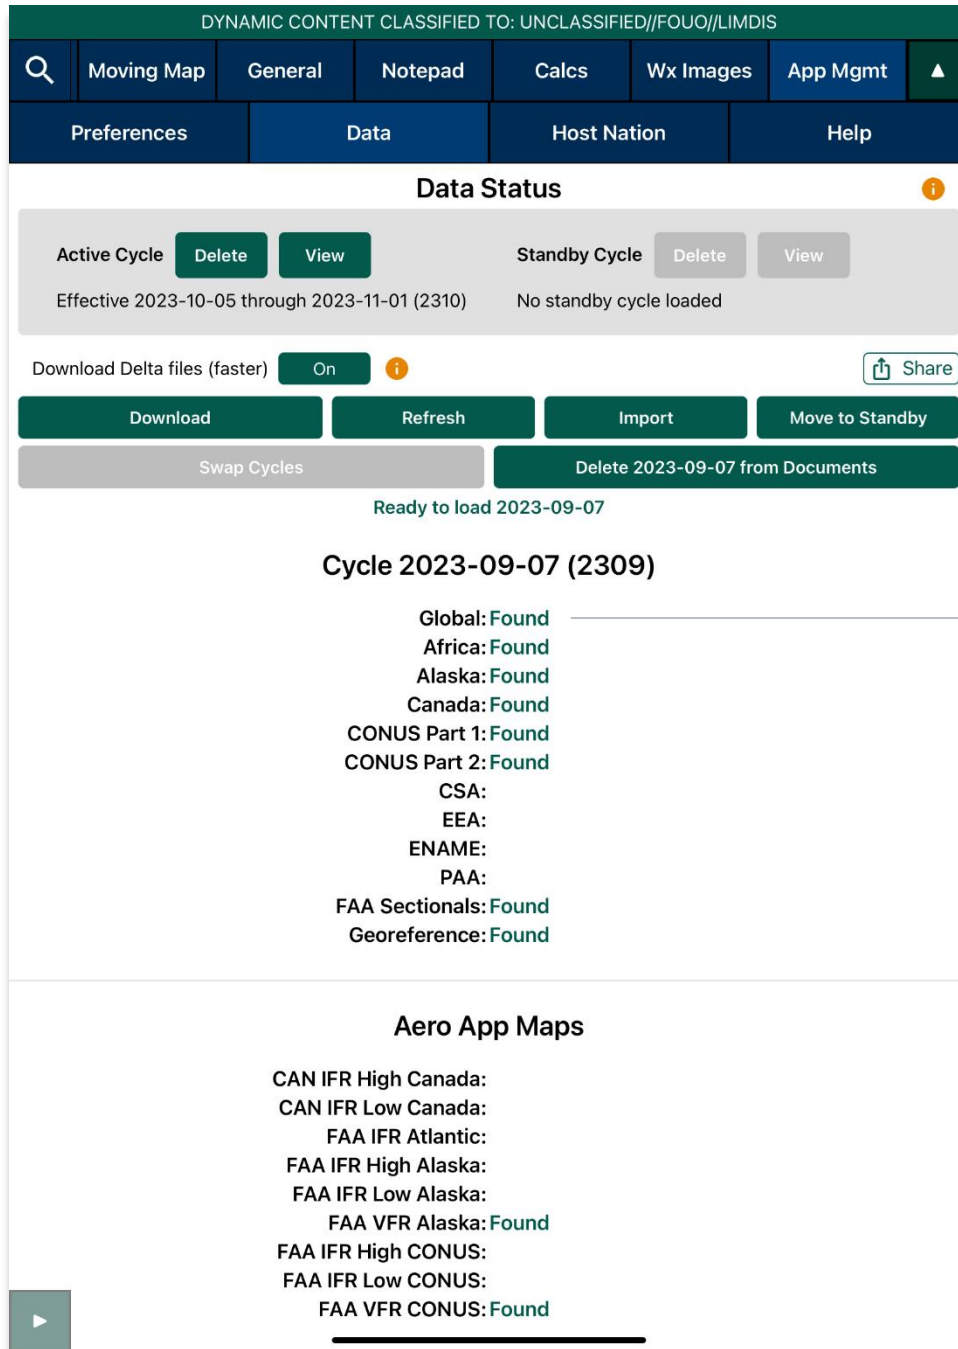 DYNAMIC CONTENT CLASSIFIED TO: UNCLASSIFIED//FOUO//LIMDIS
Moving Map General Notepad Calcs Wx Images App Mgmt
Preferences Data Host Nation Help
Data Status
Active Cycle Delete View Standby Cycle Delete View
Effective 2023-10-05 through 2023-11-01 (2310) No standby cycle loaded
Download Delta files (faster) On Share
Download Refresh Import Move to Standby
Swap Cycles Delete 2023-09-07 from Documents
Ready to load 2023-09-07
Cycle 2023-09-07 (2309)
Global: Found
Africa: Found
Alaska: Found
Canada: Found
CONUS Part 1: Found
CONUS Part 2: Found
CSA:
EEA:
ENAME:
PAA:
FAA Sectionals: Found
Georeference: Found
Aero App Maps
CAN IFR High Canada:
CAN IFR Low Canada:
FAA IFR Atlantic:
FAA IFR High Alaska:
FAA IFR Low Alaska:
FAA VFR Alaska: Found
FAA IFR High CONUS:
FAA IFR Low CONUS:
FAA VFR CONUS: Found